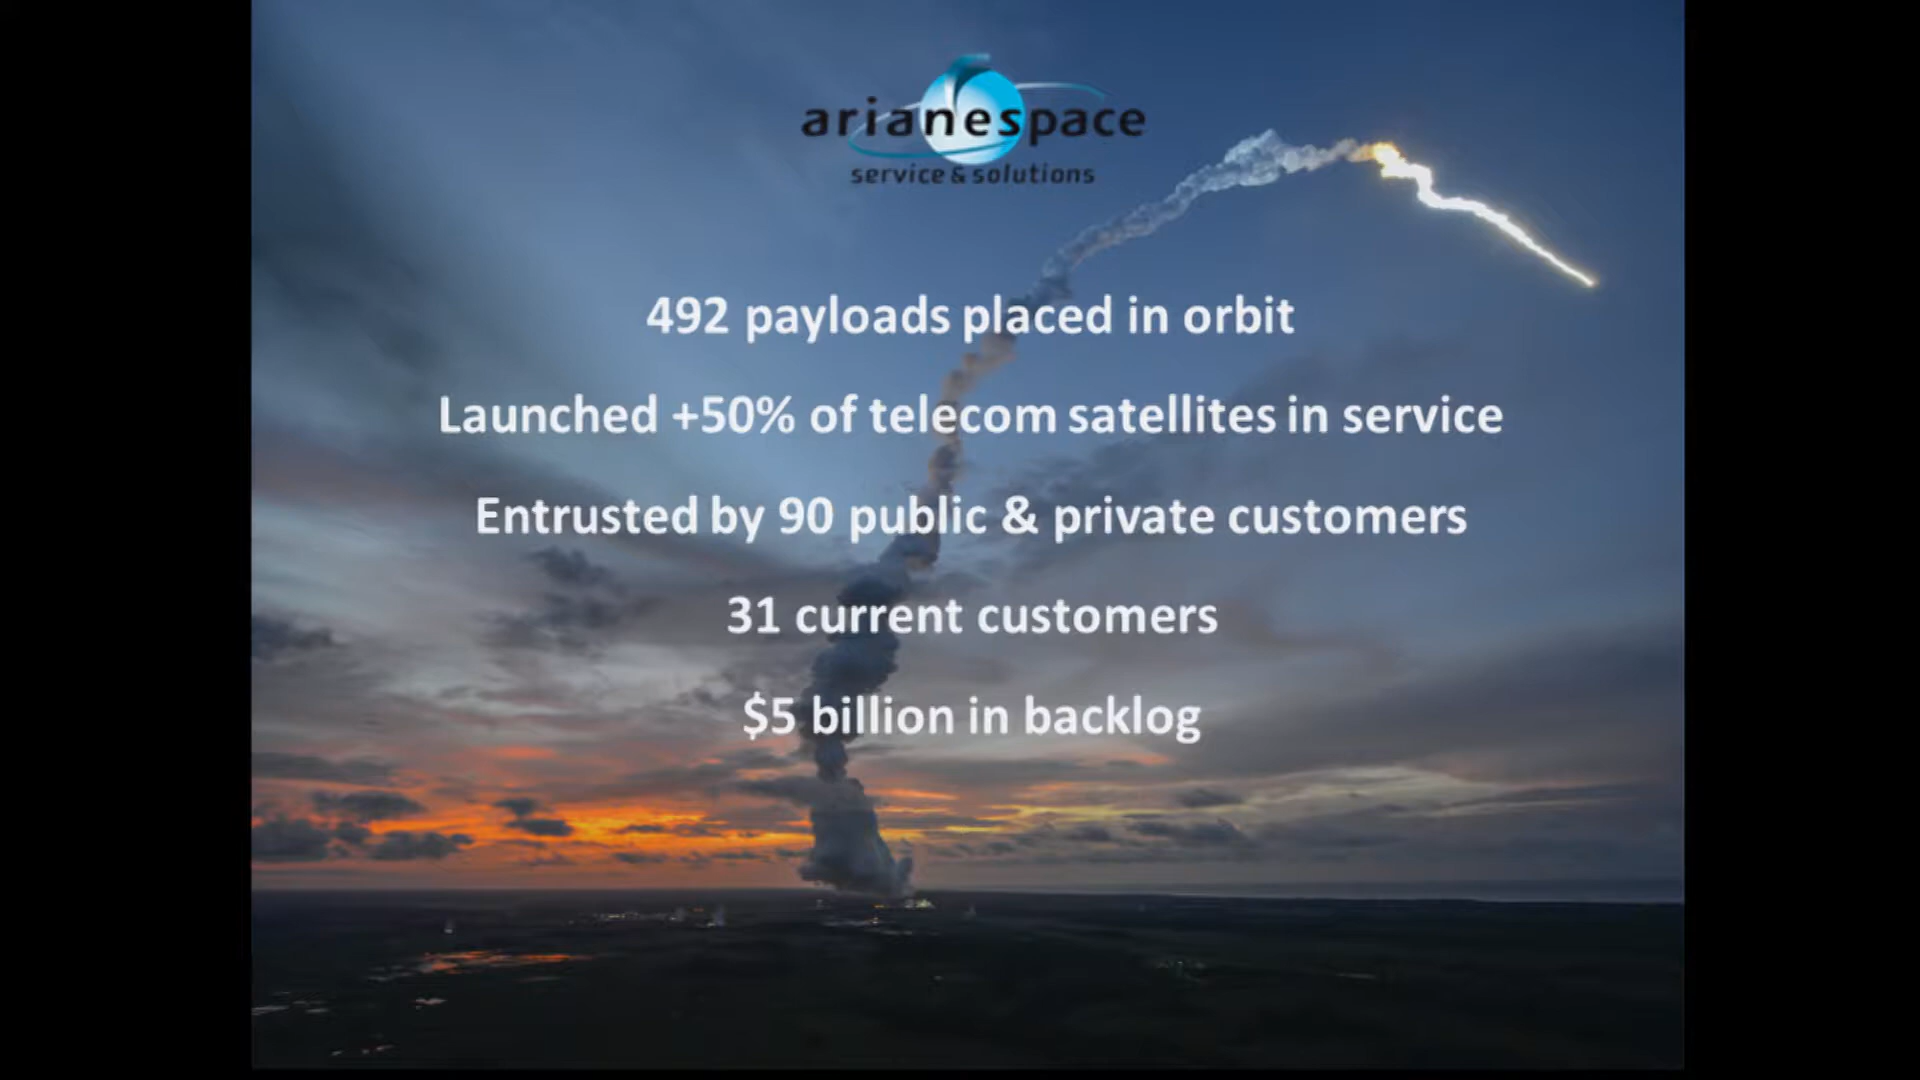 arianespace
service & solutions
492 payloads placed in orbit
Launched +50% of telecom satellites in service
Entrusted by 90 public & private customers
31 current customers
$5 billion in backlog